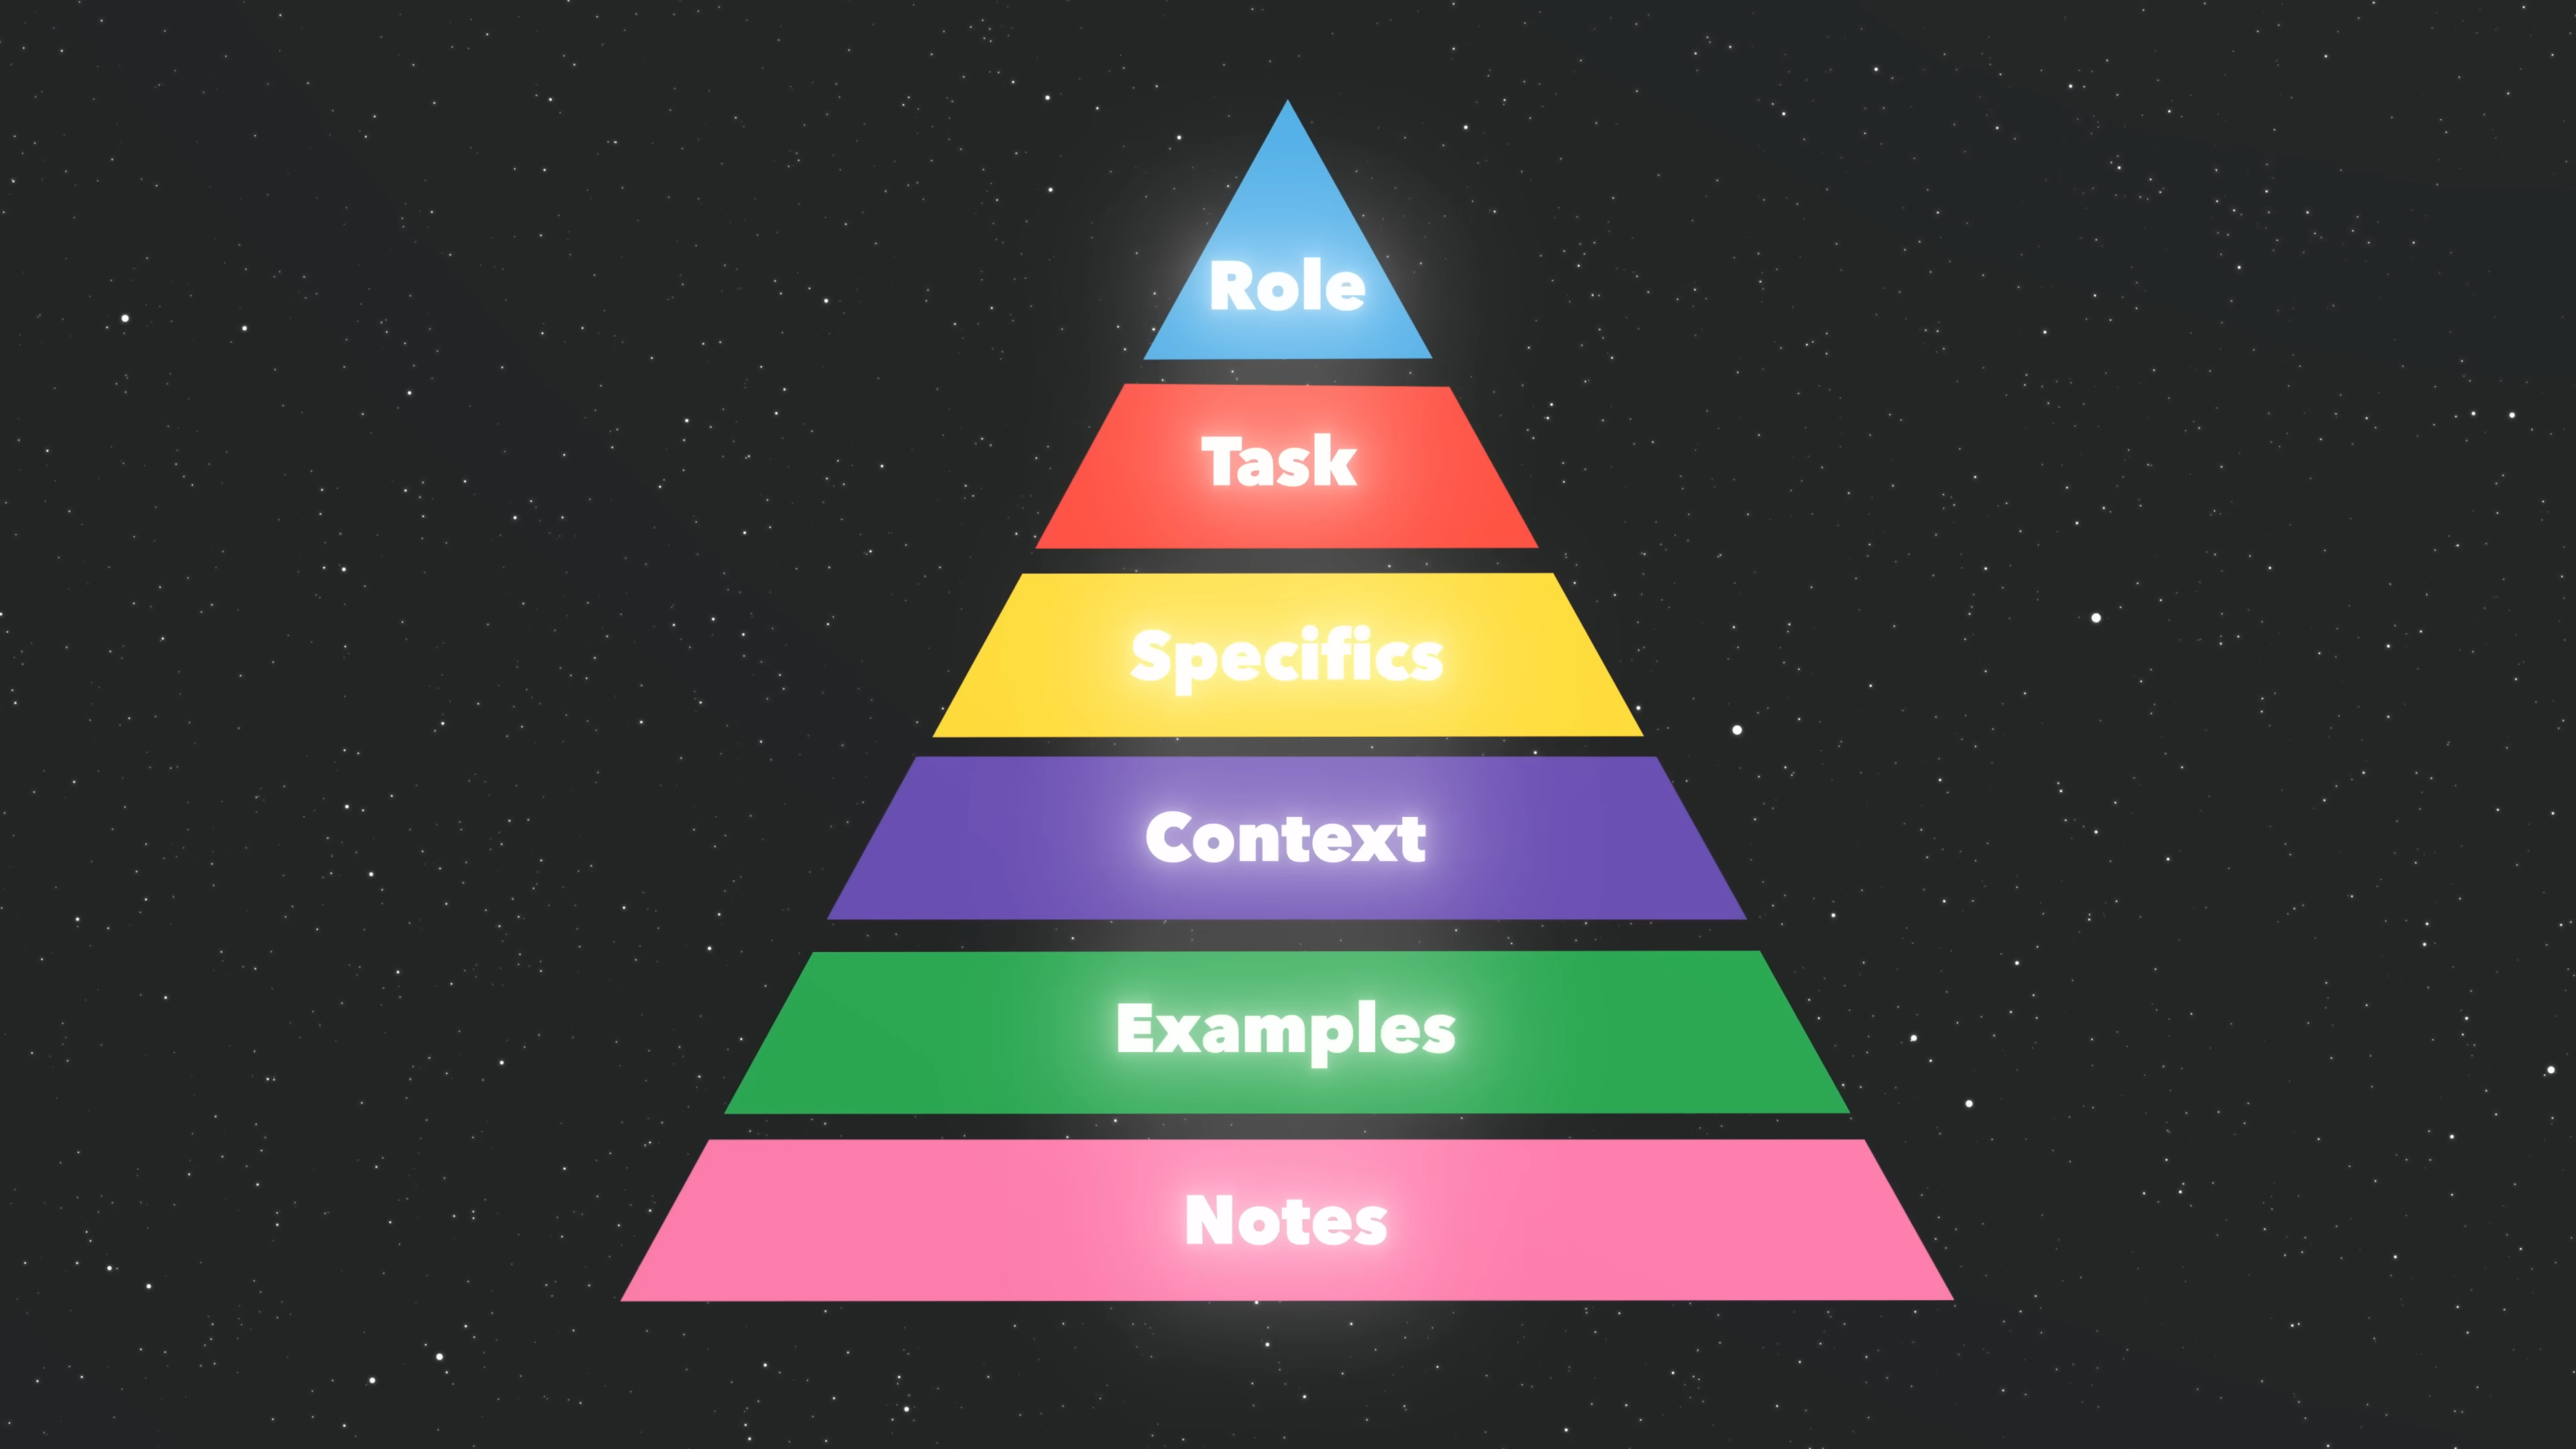 Role
Task
Specifics
Context
Examples
Notes